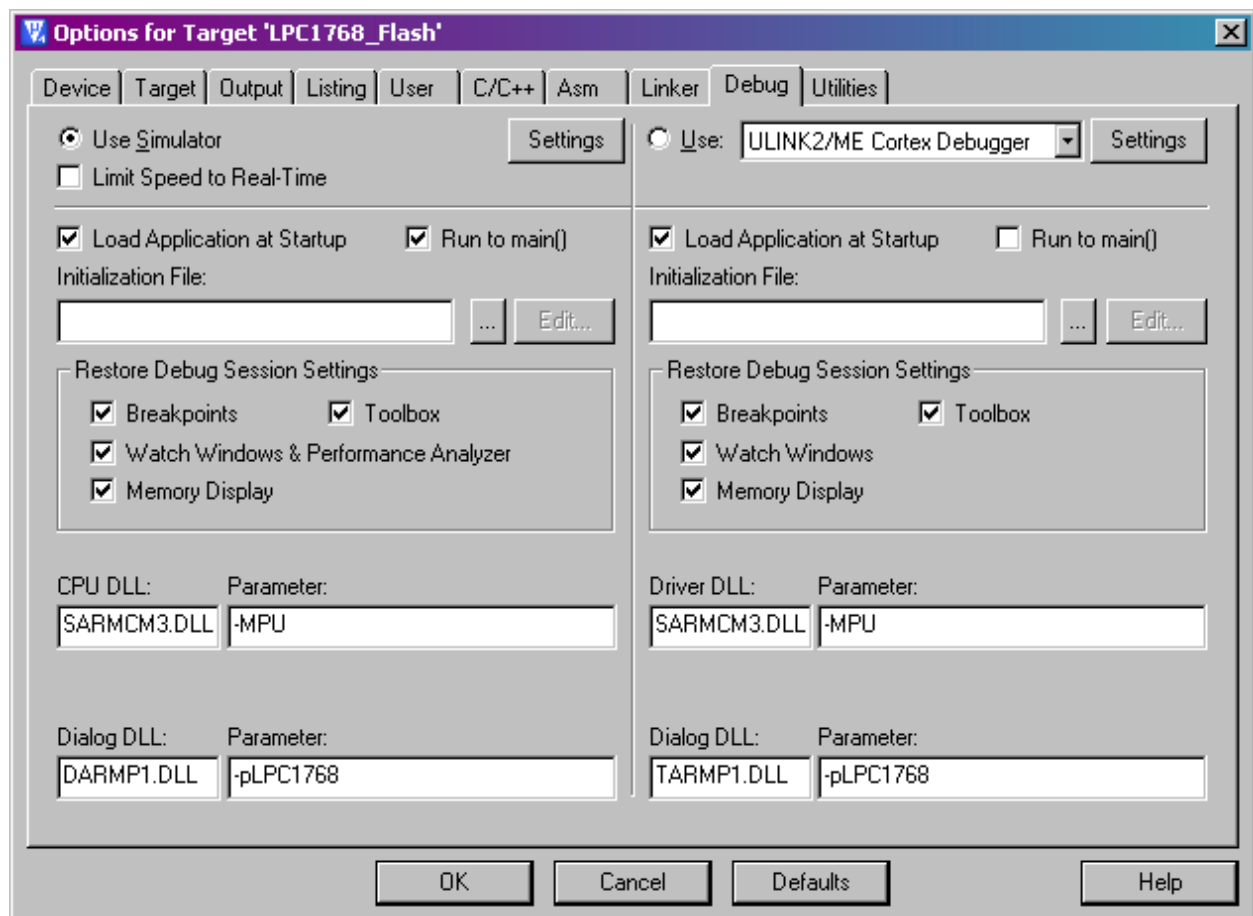 Options for Target 'LPC1768_Flash'
Device Target Output Listing User C/C++ Asm Linker Debug Utilities
Use Simulator Settings Use: ULINK2/ME Cortex Debugger Settings
Limit Speed to Real-Time
Load Application at Startup Run to main() Load Application at Startup Run to main()
Initialization File: Initialization File:
... Edit... ... Edit...
Restore Debug Session Settings Restore Debug Session Settings
Breakpoints Toolbox Breakpoints Toolbox
Watch Windows & Performance Analyzer Watch Windows
Memory Display Memory Display
CPU DLL: Parameter: Driver DLL: Parameter:
SARMCM3.DLL -MPU SARMCM3.DLL -MPU
Dialog DLL: Parameter: Dialog DLL: Parameter:
DARMP1.DLL -pLPC1768 TARMP1.DLL -pLPC1768
OK Cancel Defaults Help